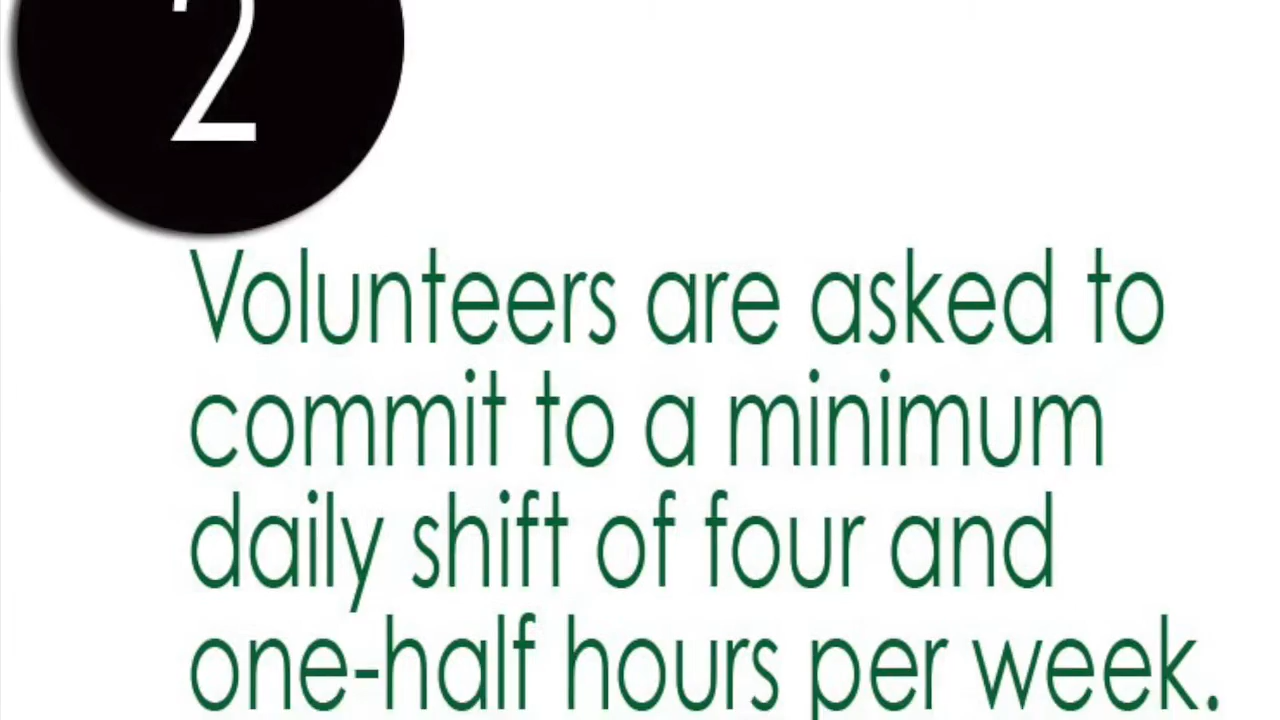 2
Volunteers are asked to
commit to a minimum
daily shift of four and
one-half hours per week.